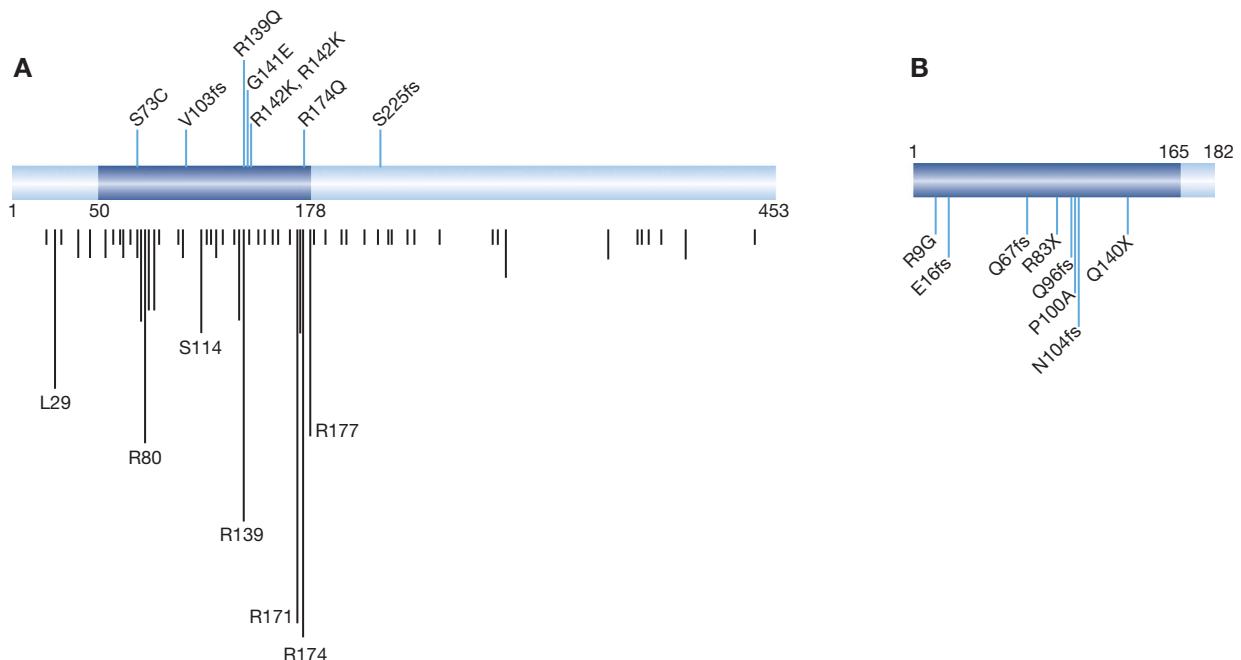 A
S73C
V103fs
R139Q
G141E
R142K, R142K
R174Q
S225fs
1
50
178
453
L29
R80
S114
R139
R171
R174
R177
B
1
165
182
R9G
E16fs
Q67fs
R83X
Q96fs
P100A
N104fs
Q140X